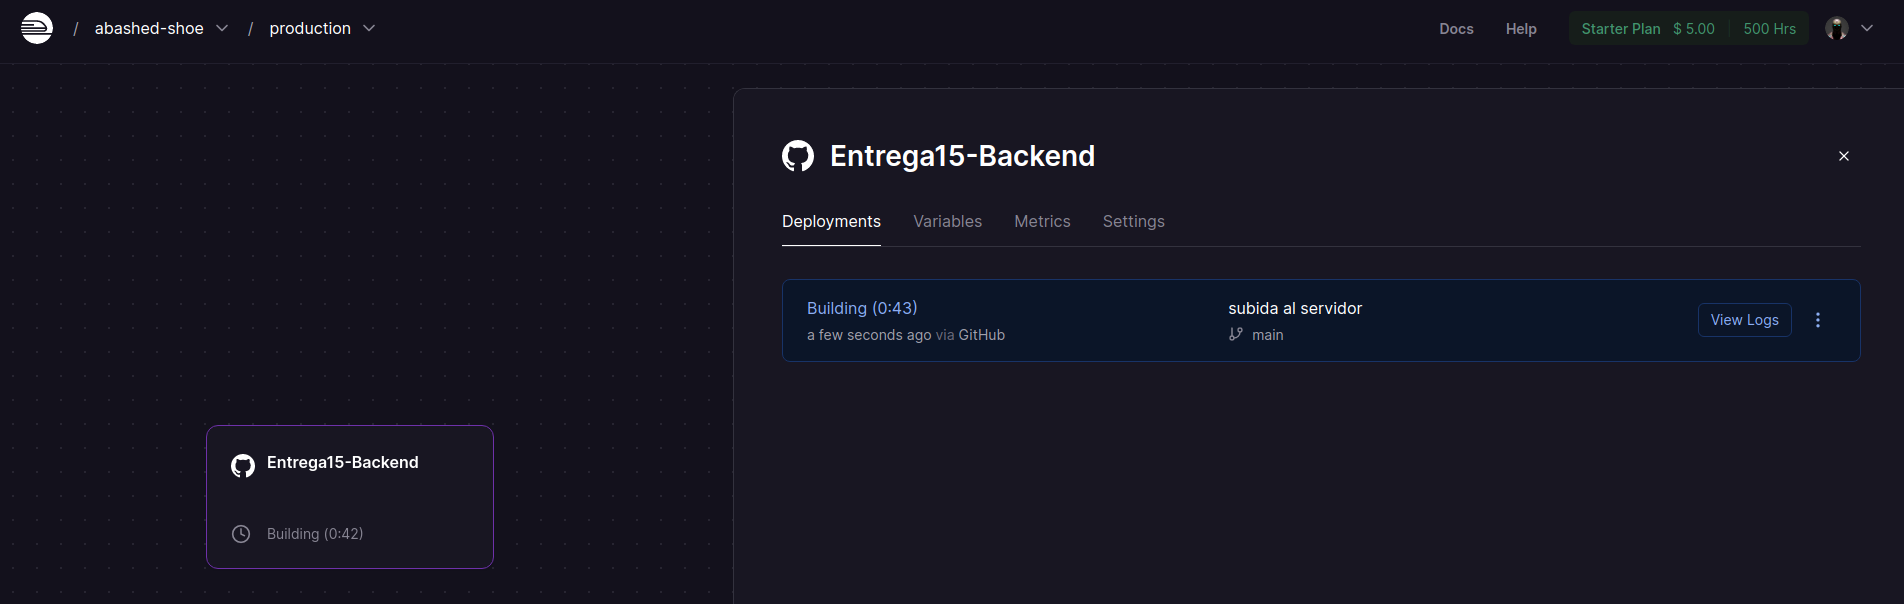 / abashed-shoe / production
Docs Help Starter Plan $ 5.00 500 Hrs
Entrega15-Backend
Deployments Variables Metrics Settings
Building (0:43)
a few seconds ago via GitHub
subida al servidor
main
View Logs
Entrega15-Backend
Building (0:42)